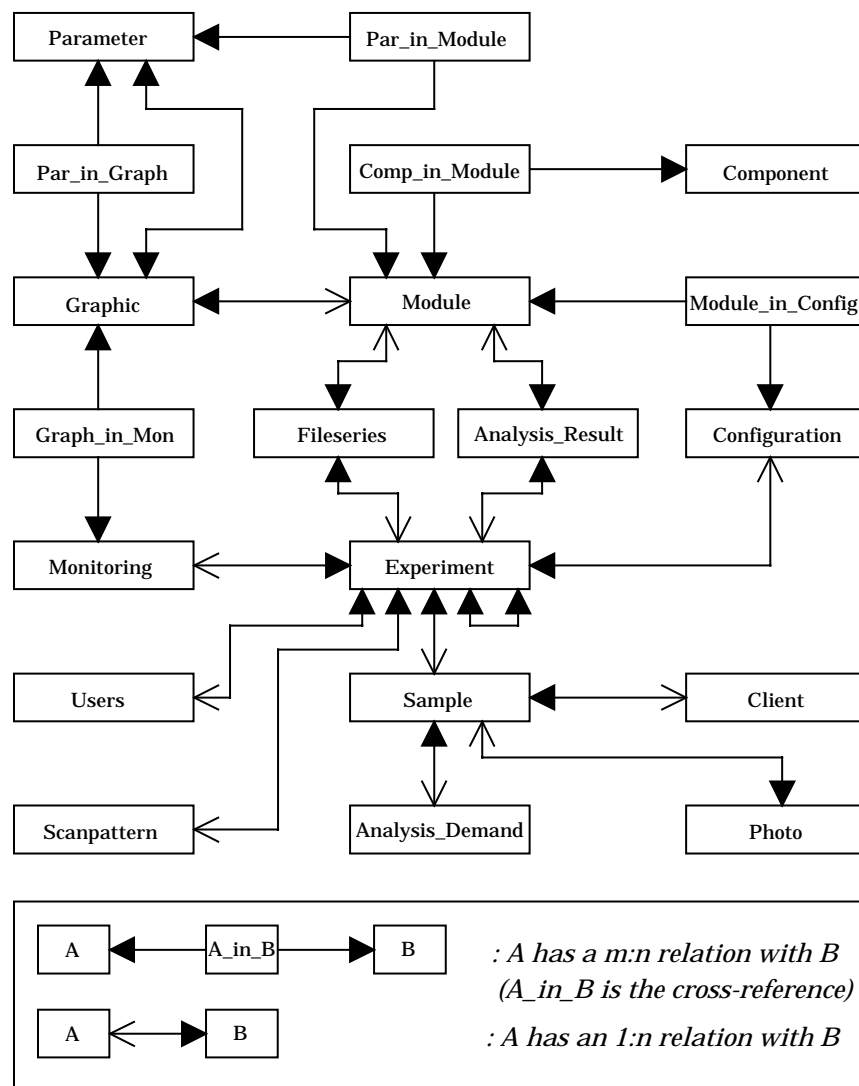 Parameter
Par_in_Module
Par_in_Graph
Comp_in_Module
Component
Graphic
Module
Module_in_Config
Graph_in_Mon
Fileseries
Analysis_Result
Configuration
Monitoring
Experiment
Users
Sample
Client
Scanpattern
Analysis_Demand
Photo
A
A_in_B
B
: A has a m:n relation with B
(A_in_B is the cross-reference)
A
B
: A has an 1:n relation with B